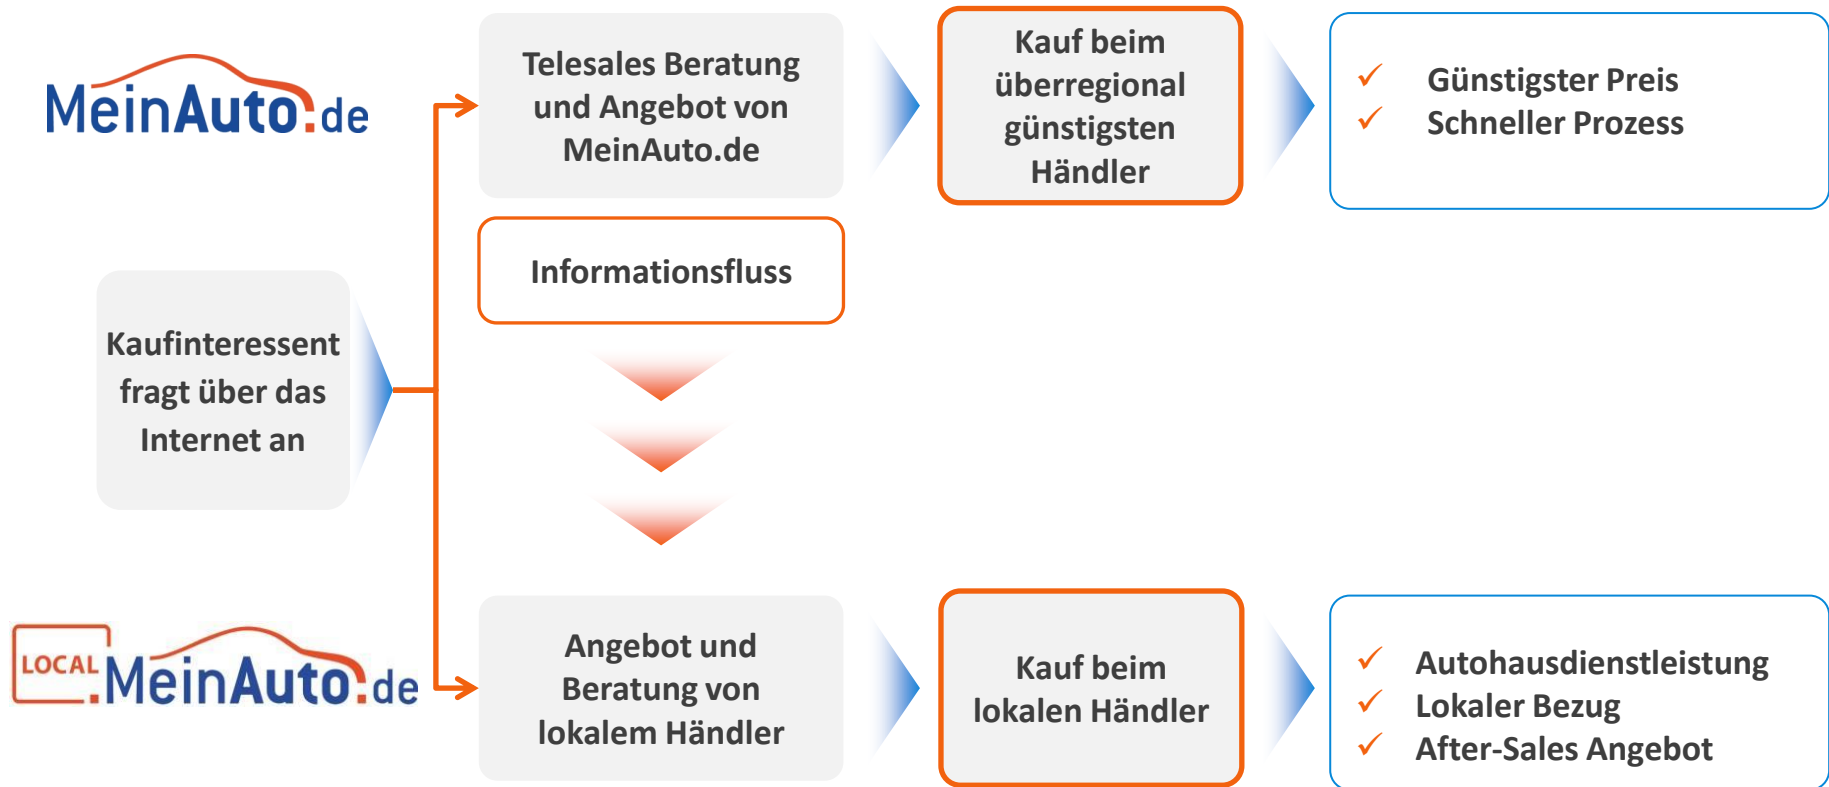 MeinAuto.de
Telesales Beratung
und Angebot von
MeinAuto.de
Kauf beim
überregional
günstigsten
Händler
✓ Günstigster Preis
✓ Schneller Prozess
Informationsfluss
Kaufinteressent
fragt über das
Internet an
LOCAL.MeinAuto.de
Angebot und
Beratung von
lokalem Händler
Kauf beim
lokalen Händler
✓ Autohausdienstleistung
✓ Lokaler Bezug
✓ After-Sales Angebot